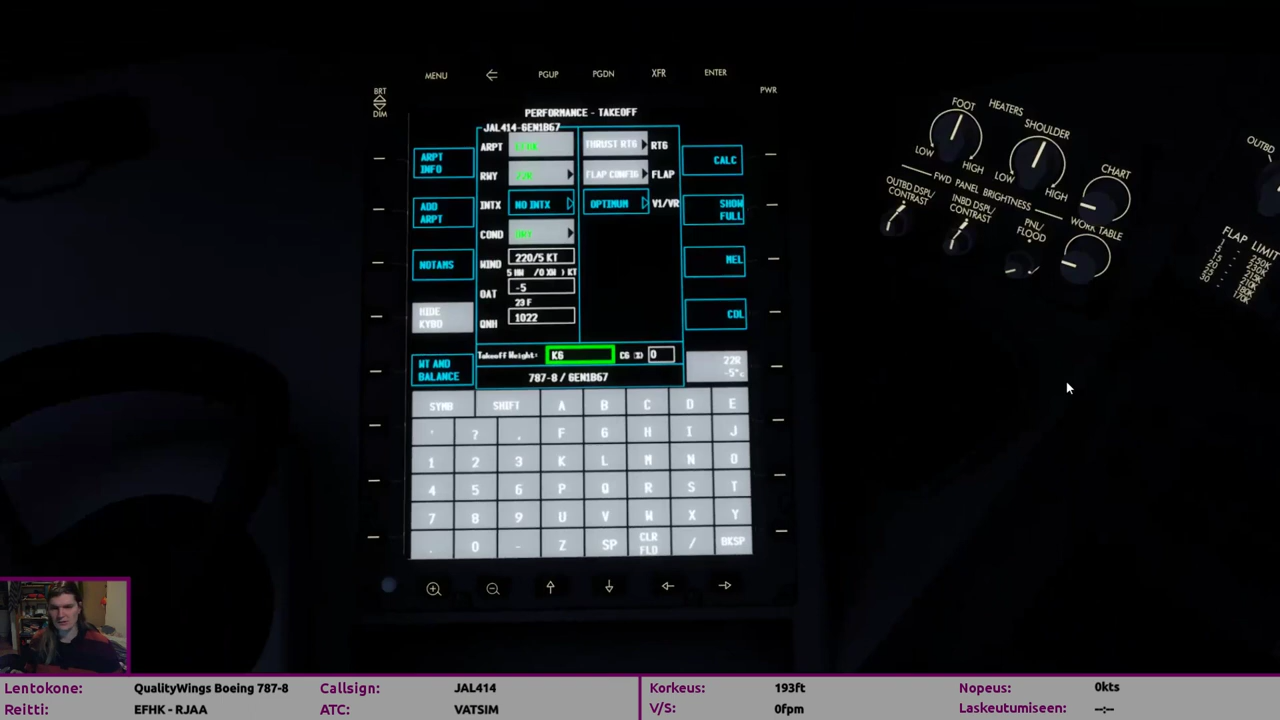 MENU PGUP PGDN XFR ENTER
BRT
DIM
PWR
PERFORMANCE - TAKEOFF
JAL414-GEN1B67
ARPT INFO
ADD ARPT
NOTAMS
HIDE KYBD
WT AND BALANCE
ARPT
RWY
INTX NO INTX
COND
WIND 220/5 KT
5 HW /0 XW ) KT
OAT -5
23 F
QNH 1022
THRUST RTG RTG
FLAP CONFIG FLAP
OPTIMUM V1/VR
CALC
SHOW FULL
MEL
CDL
Takeoff Weight: KG CG 0
22R
-5°C
787-8 / GEN1B67
SYMB SHIFT A B C D E
' ? , F G H I J
1 2 3 K L M N O
4 5 6 P Q R S T
7 8 9 U V W X Y
. 0 - Z SP CLR FLD / BKSP
HEATERS
FOOT
SHOULDER
LOW HIGH
LOW HIGH
CHART
FWD PANEL BRIGHTNESS
OUTBD DSPL/ CONTRAST
INBD DSPL/ CONTRAST
PNL/ FLOOD
WORK TABLE
OUTBD
FLAP LIMIT
Lentokone: QualityWings Boeing 787-8 Callsign: JAL414 Korkeus: 193ft Nopeus: 0kts
Reitti: EFHK - RJAA ATC: VATSIM V/S: 0fpm Laskeutumiseen: --:--